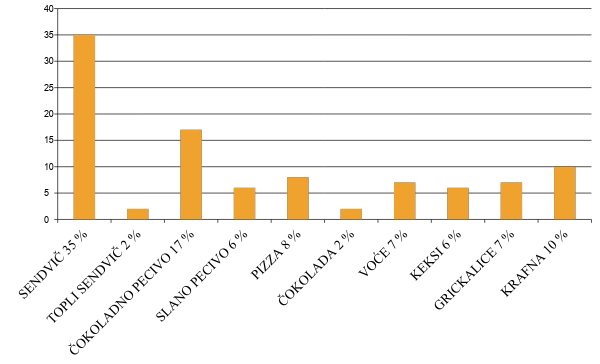 40
35
30
25
20
15
10
5
0
SENDVIČ 35 %
TOPLI SENDVIČ 2 %
ČOKOLADNO PECIVO 17 %
SLANO PECIVO 6 %
PIZZA 8 %
ČOKOLADA 2 %
VOĆE 7 %
KEKSI 6 %
GRICKALICE 7 %
KRAFNA 10 %